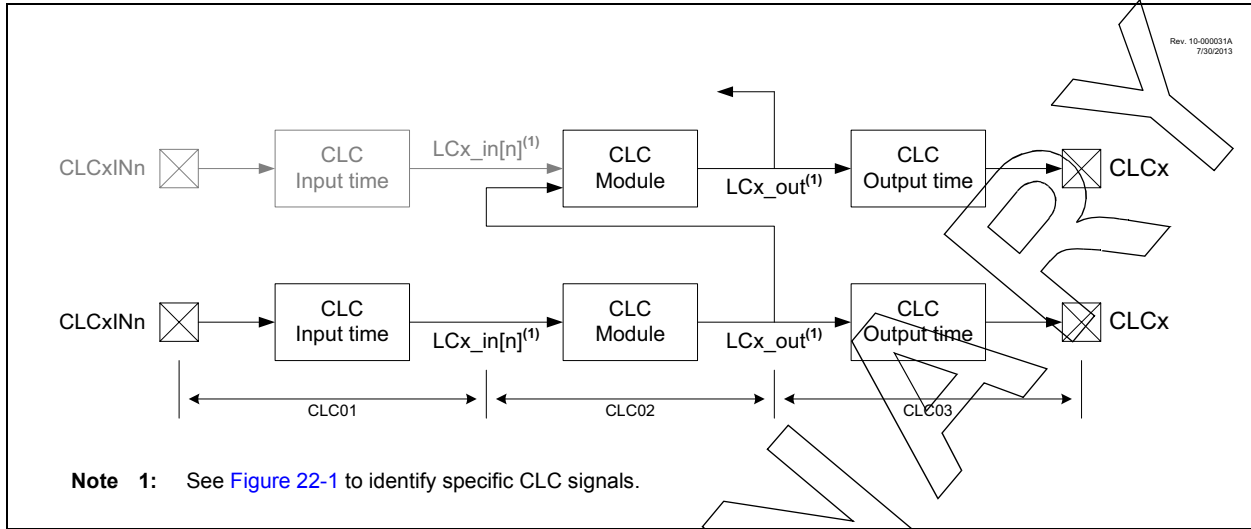 Rev. 10-000031A
7/30/2013
CLCxINn
CLC
Input time
LCx_in[n](1)
CLC
Module
LCx_out(1)
CLC
Output time
CLCx
CLCxINn
CLC
Input time
LCx_in[n](1)
CLC
Module
LCx_out(1)
CLC
Output time
CLCx
CLC01
CLC02
CLC03
Note 1: See Figure 22-1 to identify specific CLC signals.
ARY